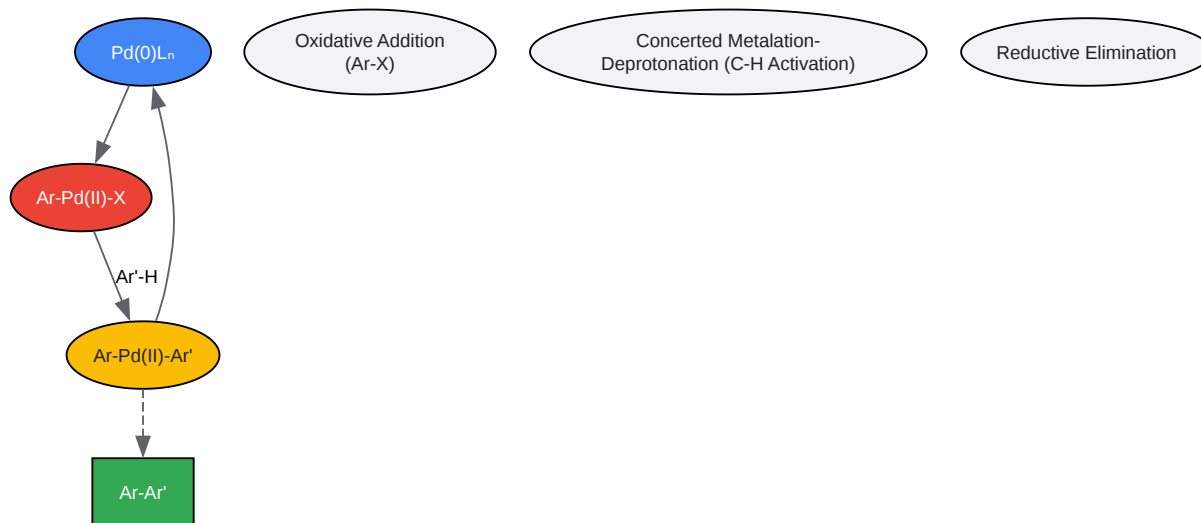 Pd(0)Lₙ
Oxidative Addition
(Ar-X)
Concerted Metalation-
Deprotonation (C-H Activation)
Reductive Elimination
Ar-Pd(II)-X
Ar'-H
Ar-Pd(II)-Ar'
Ar-Ar'